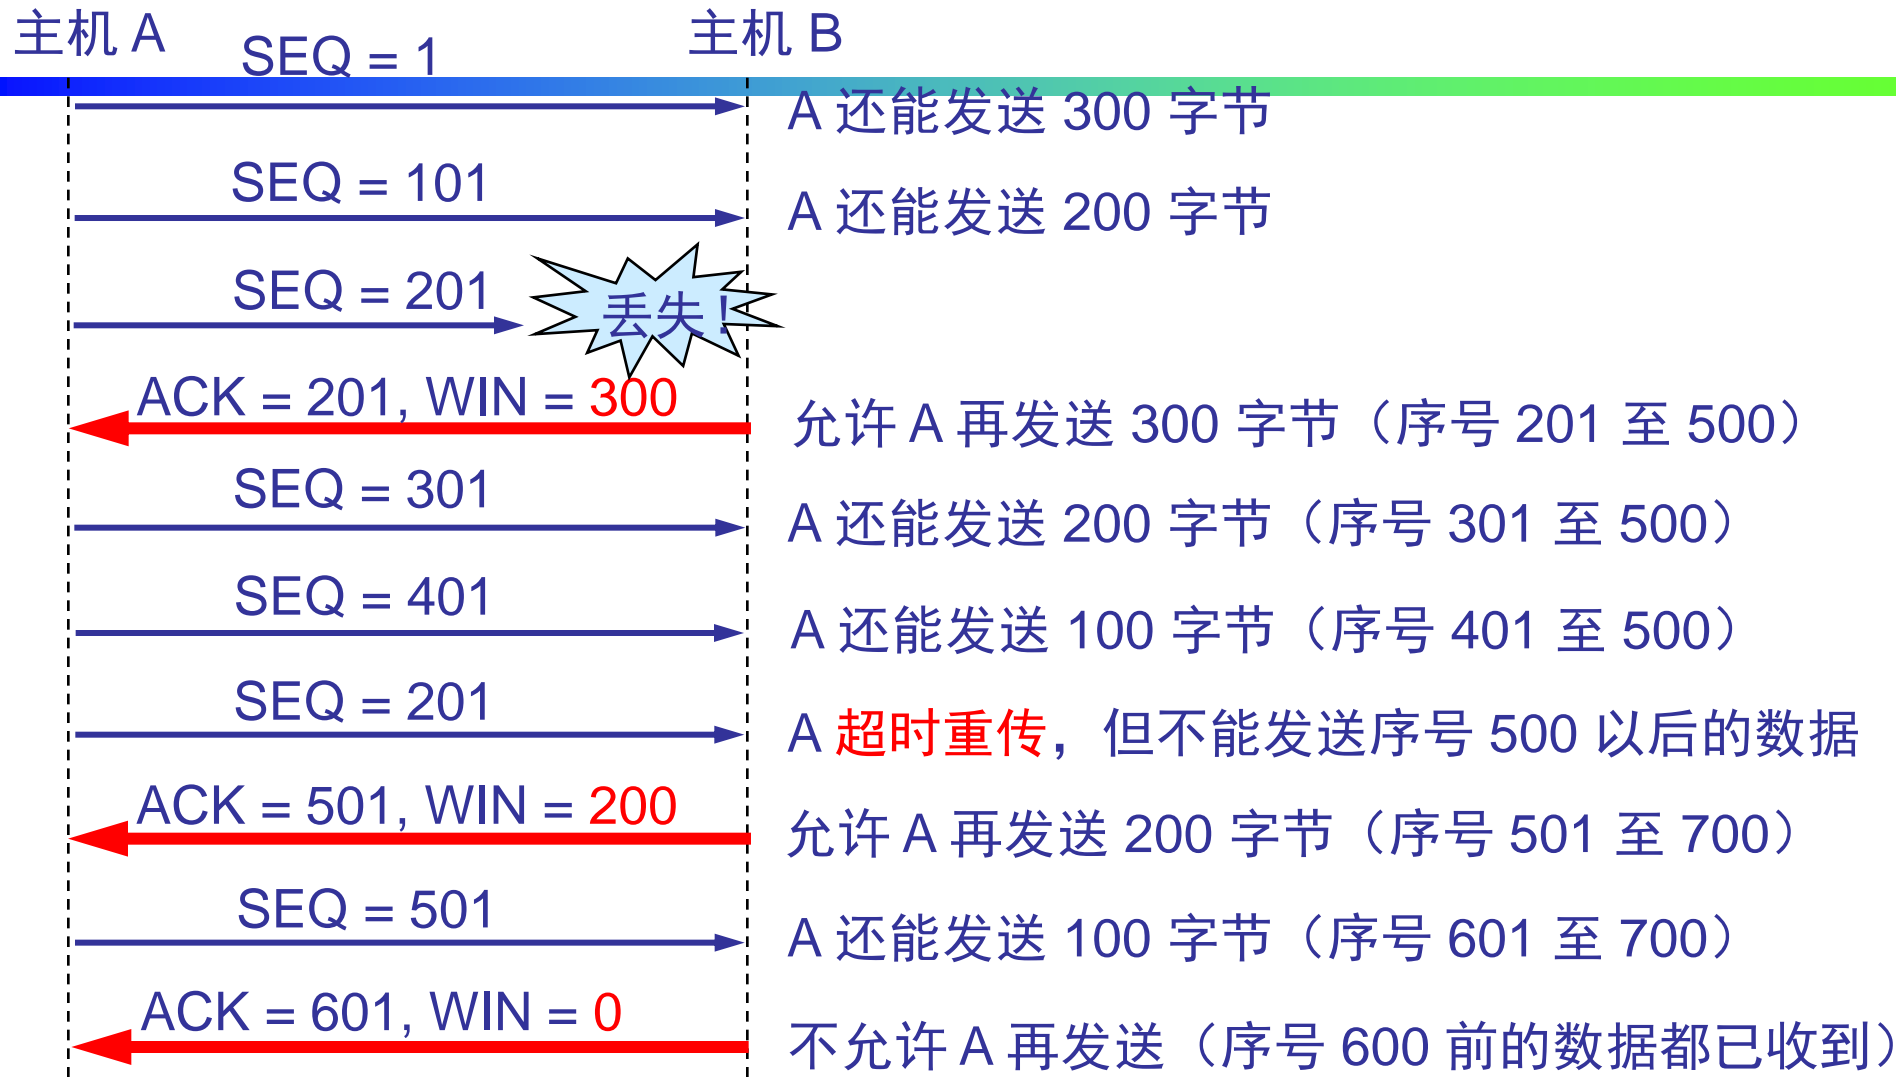 主机 A
主机 B
SEQ = 1
A 还能发送 300 字节
SEQ = 101
A 还能发送 200 字节
SEQ = 201
丢失!
ACK = 201, WIN = 300
允许 A 再发送 300 字节（序号 201 至 500）
SEQ = 301
A 还能发送 200 字节（序号 301 至 500）
SEQ = 401
A 还能发送 100 字节（序号 401 至 500）
SEQ = 201
A 超时重传，但不能发送序号 500 以后的数据
ACK = 501, WIN = 200
允许 A 再发送 200 字节（序号 501 至 700）
SEQ = 501
A 还能发送 100 字节（序号 601 至 700）
ACK = 601, WIN = 0
不允许 A 再发送（序号 600 前的数据都已收到）